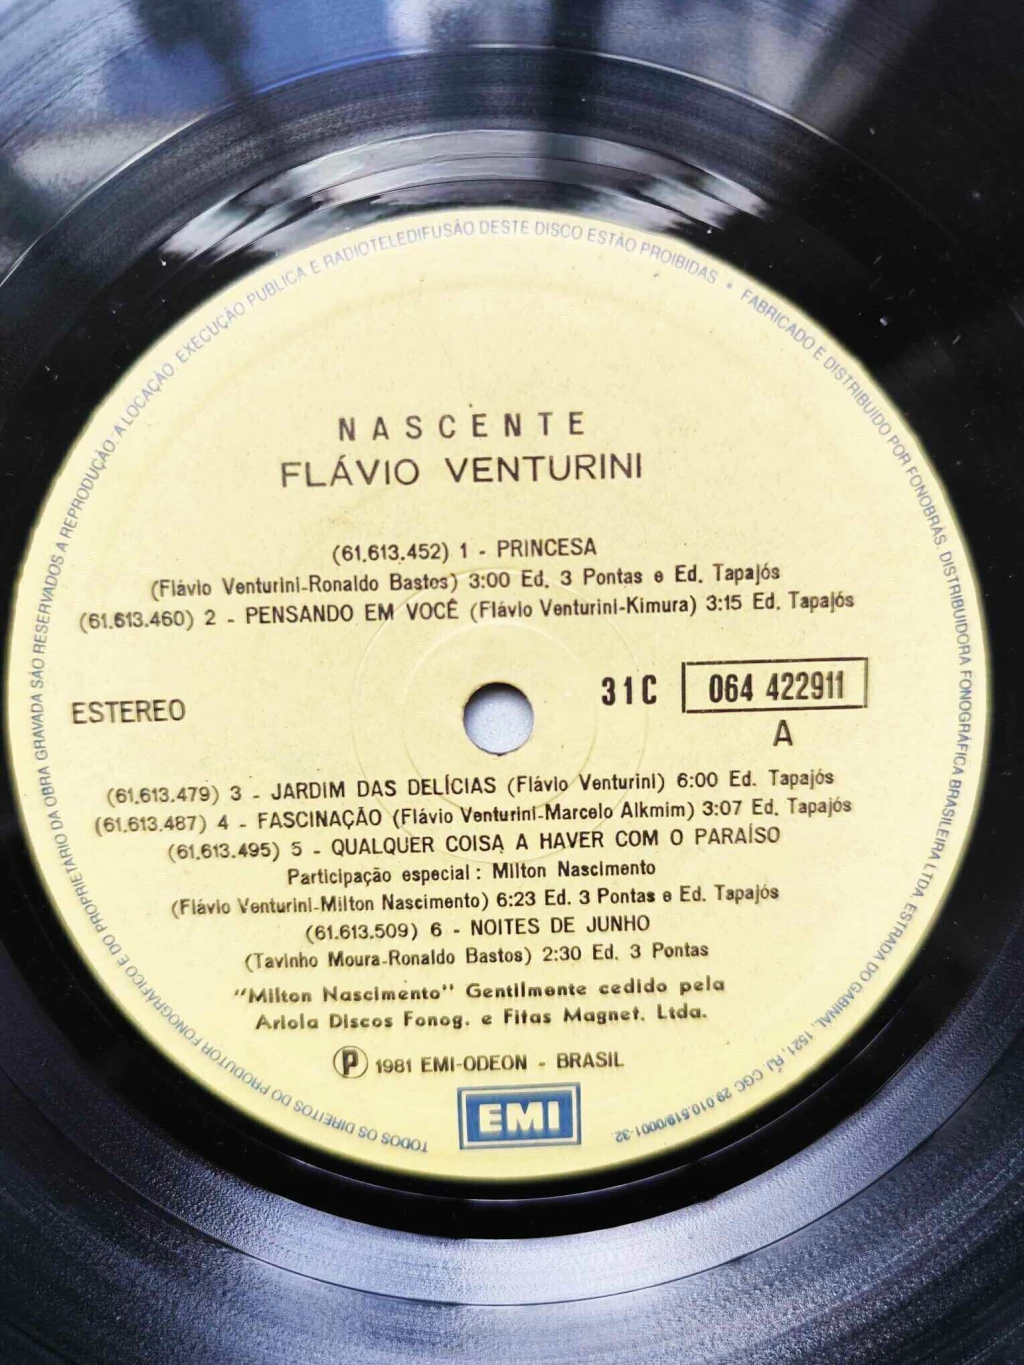 TODOS OS DIREITOS DO PRODUTOR FONOGRÁFICO E DO PROPRIETÁRIO DA OBRA GRAVADA SÃO RESERVADOS A REPRODUÇÃO. A LOCAÇÃO. EXECUÇÃO PUBLICA E RADIOTELEDIFUSÃO DESTE DISCO ESTÃO PROIBIDAS • FABRICADO E DISTRIBUIDO POR FONOBRÁS. DISTRIBUIDORA FONOGRÁFICA BRASILEIRA LTDA. ESTRADA DO GABINAL, 1521, RJ CGC 29.010.519/0001-32.
NASCENTE
FLÁVIO VENTURINI
(61.613.452) 1 - PRINCESA
(Flávio Venturini-Ronaldo Bastos) 3:00 Ed. 3 Pontas e Ed. Tapajós
(61.613.460) 2 - PENSANDO EM VOCÊ (Flávio Venturini-Kimura) 3:15 Ed. Tapajós
ESTEREO
31C 064 422911
A
(61.613.479) 3 - JARDIM DAS DELÍCIAS (Flávio Venturini) 6:00 Ed. Tapajós
(61.613.487) 4 - FASCINAÇÃO (Flávio Venturini-Marcelo Alkmim) 3:07 Ed. Tapajós
(61.613.495) 5 - QUALQUER COISA A HAVER COM O PARAÍSO
Participação especial: Milton Nascimento
(Flávio Venturini-Milton Nascimento) 6:23 Ed. 3 Pontas e Ed. Tapajós
(61.613.509) 6 - NOITES DE JUNHO
(Tavinho Moura-Ronaldo Bastos) 2:30 Ed. 3 Pontas
"Milton Nascimento" Gentilmente cedido pela
Ariola Discos Fonog. e Fitas Magnet. Ltda.
Ⓟ 1981 EMI-ODEON - BRASIL
EMI